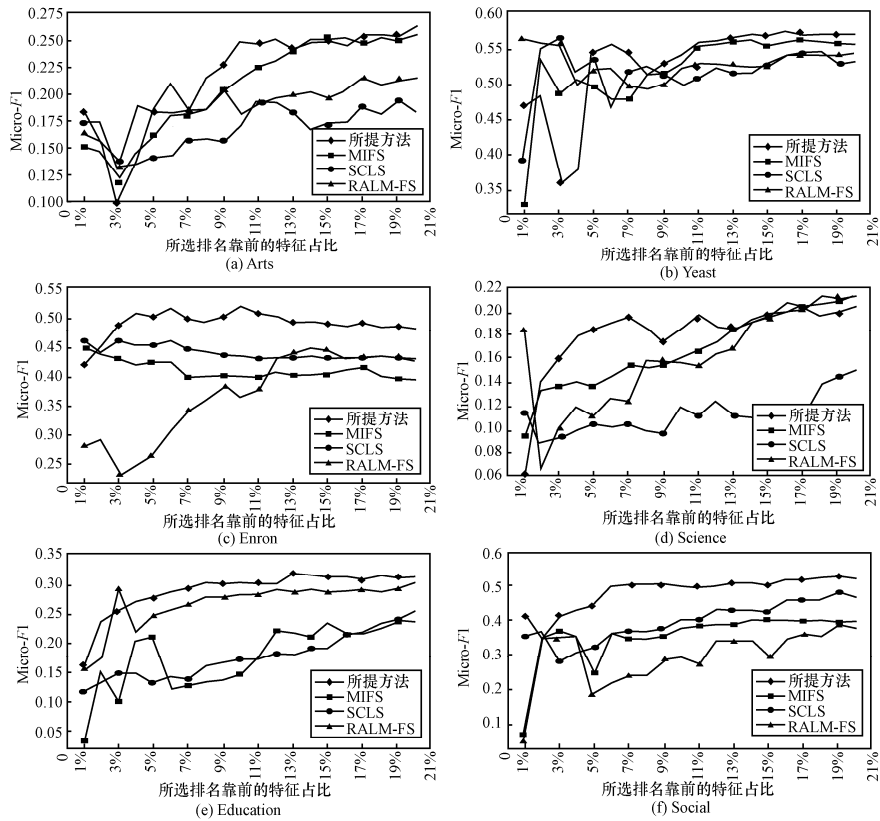 Micro-F1
0.275
0.250
0.225
0.200
0.175
0.150
0.125
0.100
所提方法
MIFS
SCLS
RALM-FS
0 1% 3% 5% 7% 9% 11% 13% 15% 17% 19% 21%
所选排名靠前的特征占比
(a) Arts
Micro-F1
0.60
0.55
0.50
0.45
0.40
0.35
所提方法
MIFS
SCLS
RALM-FS
0 1% 3% 5% 7% 9% 11% 13% 15% 17% 19% 21%
所选排名靠前的特征占比
(b) Yeast
Micro-F1
0.55
0.50
0.45
0.40
0.35
0.30
0.25
所提方法
MIFS
SCLS
RALM-FS
0 1% 3% 5% 7% 9% 11% 13% 15% 17% 19% 21%
所选排名靠前的特征占比
(c) Enron
Micro-F1
0.22
0.20
0.18
0.16
0.14
0.12
0.10
0.08
0.06
所提方法
MIFS
SCLS
RALM-FS
0 1% 3% 5% 7% 9% 11% 13% 15% 17% 19% 21%
所选排名靠前的特征占比
(d) Science
Micro-F1
0.35
0.30
0.25
0.20
0.15
0.10
0.05
所提方法
MIFS
SCLS
RALM-FS
0 1% 3% 5% 7% 9% 11% 13% 15% 17% 19% 21%
所选排名靠前的特征占比
(e) Education
Micro-F1
0.6
0.5
0.4
0.3
0.2
0.1
所提方法
MIFS
SCLS
RALM-FS
0 1% 3% 5% 7% 9% 11% 13% 15% 17% 19% 21%
所选排名靠前的特征占比
(f) Social